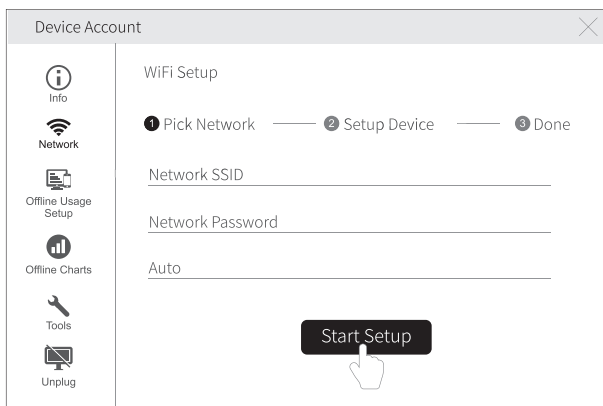 Device Account
Info
Network
Offline Usage
Setup
Offline Charts
Tools
Unplug
WiFi Setup
1 Pick Network
2 Setup Device
3 Done
Network SSID
Network Password
Auto
Start Setup